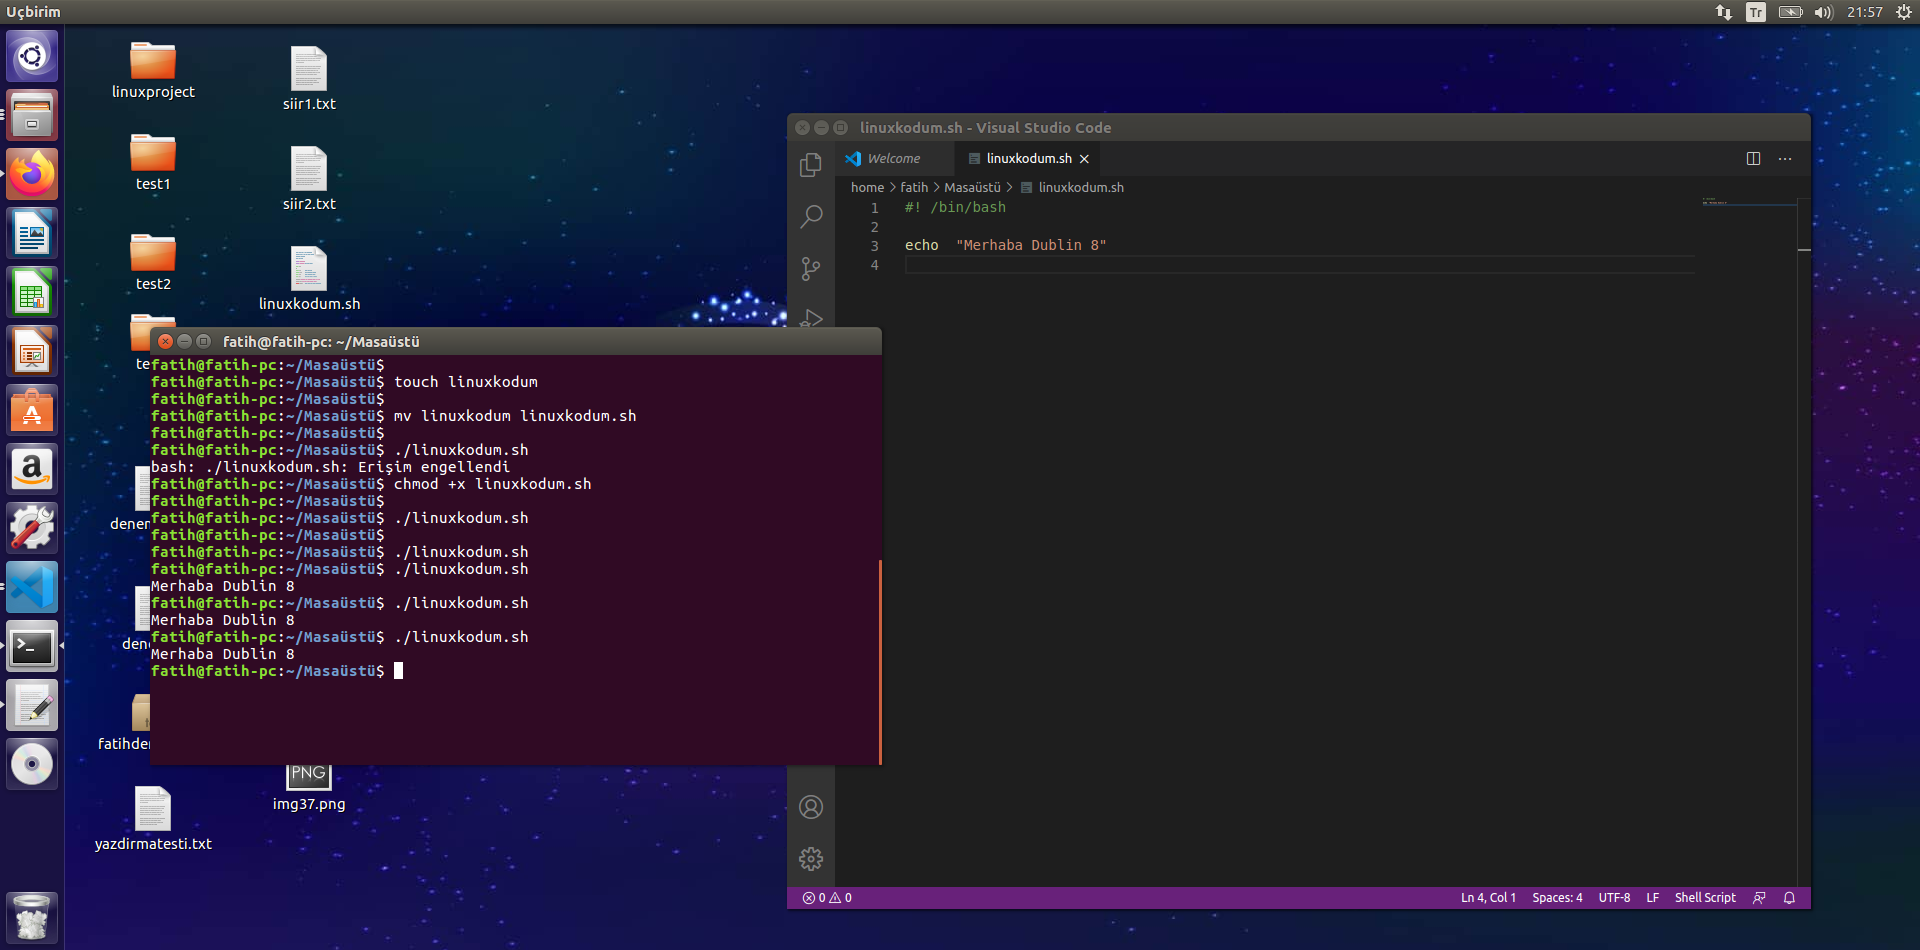 Uçbirim
Tr
21:57
linuxproject
siir1.txt
test1
siir2.txt
test2
linuxkodum.sh
te
denem
den
fatihde
PNG
img37.png
yazdirmatesti.txt
linuxkodum.sh - Visual Studio Code
Welcome
linuxkodum.sh
home > fatih > Masaüstü > linuxkodum.sh
1 #! /bin/bash
2
3 echo  "Merhaba Dublin 8"
4
0 0
Ln 4, Col 1 Spaces: 4 UTF-8 LF Shell Script
fatih@fatih-pc: ~/Masaüstü
fatih@fatih-pc:~/Masaüstü$
fatih@fatih-pc:~/Masaüstü$ touch linuxkodum
fatih@fatih-pc:~/Masaüstü$
fatih@fatih-pc:~/Masaüstü$ mv linuxkodum linuxkodum.sh
fatih@fatih-pc:~/Masaüstü$
fatih@fatih-pc:~/Masaüstü$ ./linuxkodum.sh
bash: ./linuxkodum.sh: Erişim engellendi
fatih@fatih-pc:~/Masaüstü$ chmod +x linuxkodum.sh
fatih@fatih-pc:~/Masaüstü$
fatih@fatih-pc:~/Masaüstü$ ./linuxkodum.sh
fatih@fatih-pc:~/Masaüstü$
fatih@fatih-pc:~/Masaüstü$ ./linuxkodum.sh
fatih@fatih-pc:~/Masaüstü$ ./linuxkodum.sh
Merhaba Dublin 8
fatih@fatih-pc:~/Masaüstü$ ./linuxkodum.sh
Merhaba Dublin 8
fatih@fatih-pc:~/Masaüstü$ ./linuxkodum.sh
Merhaba Dublin 8
fatih@fatih-pc:~/Masaüstü$